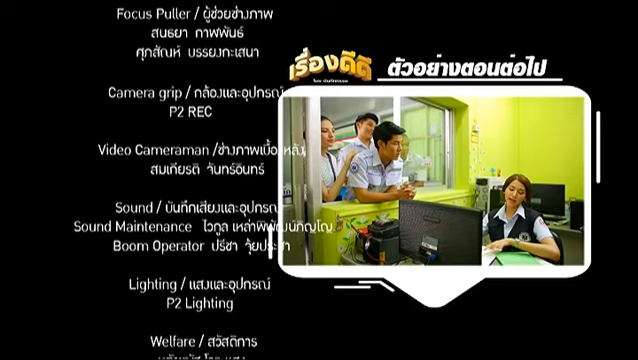 Focus Puller / ผู้ช่วยช่างภาพ
สนธยา กาฬพันธ์
ศุภสัณห์ บรรยงกะเสนา
เรื่องดีดี
ตัวอย่างตอนต่อไป
Camera grip / กล้องและอุปกรณ์
P2 REC
Video Cameraman /ช่างภาพเบื้องหลัง
สมเกียรติ จันทร์อินทร์
Sound / บันทึกเสียงและอุปกรณ์
Sound Maintenance ไวกูล เหล่าพิพัฒน์ภิญโญ
Boom Operator ปรีชา วุ้ยประชา
Lighting / แสงและอุปกรณ์
P2 Lighting
Welfare / สวัสดิการ